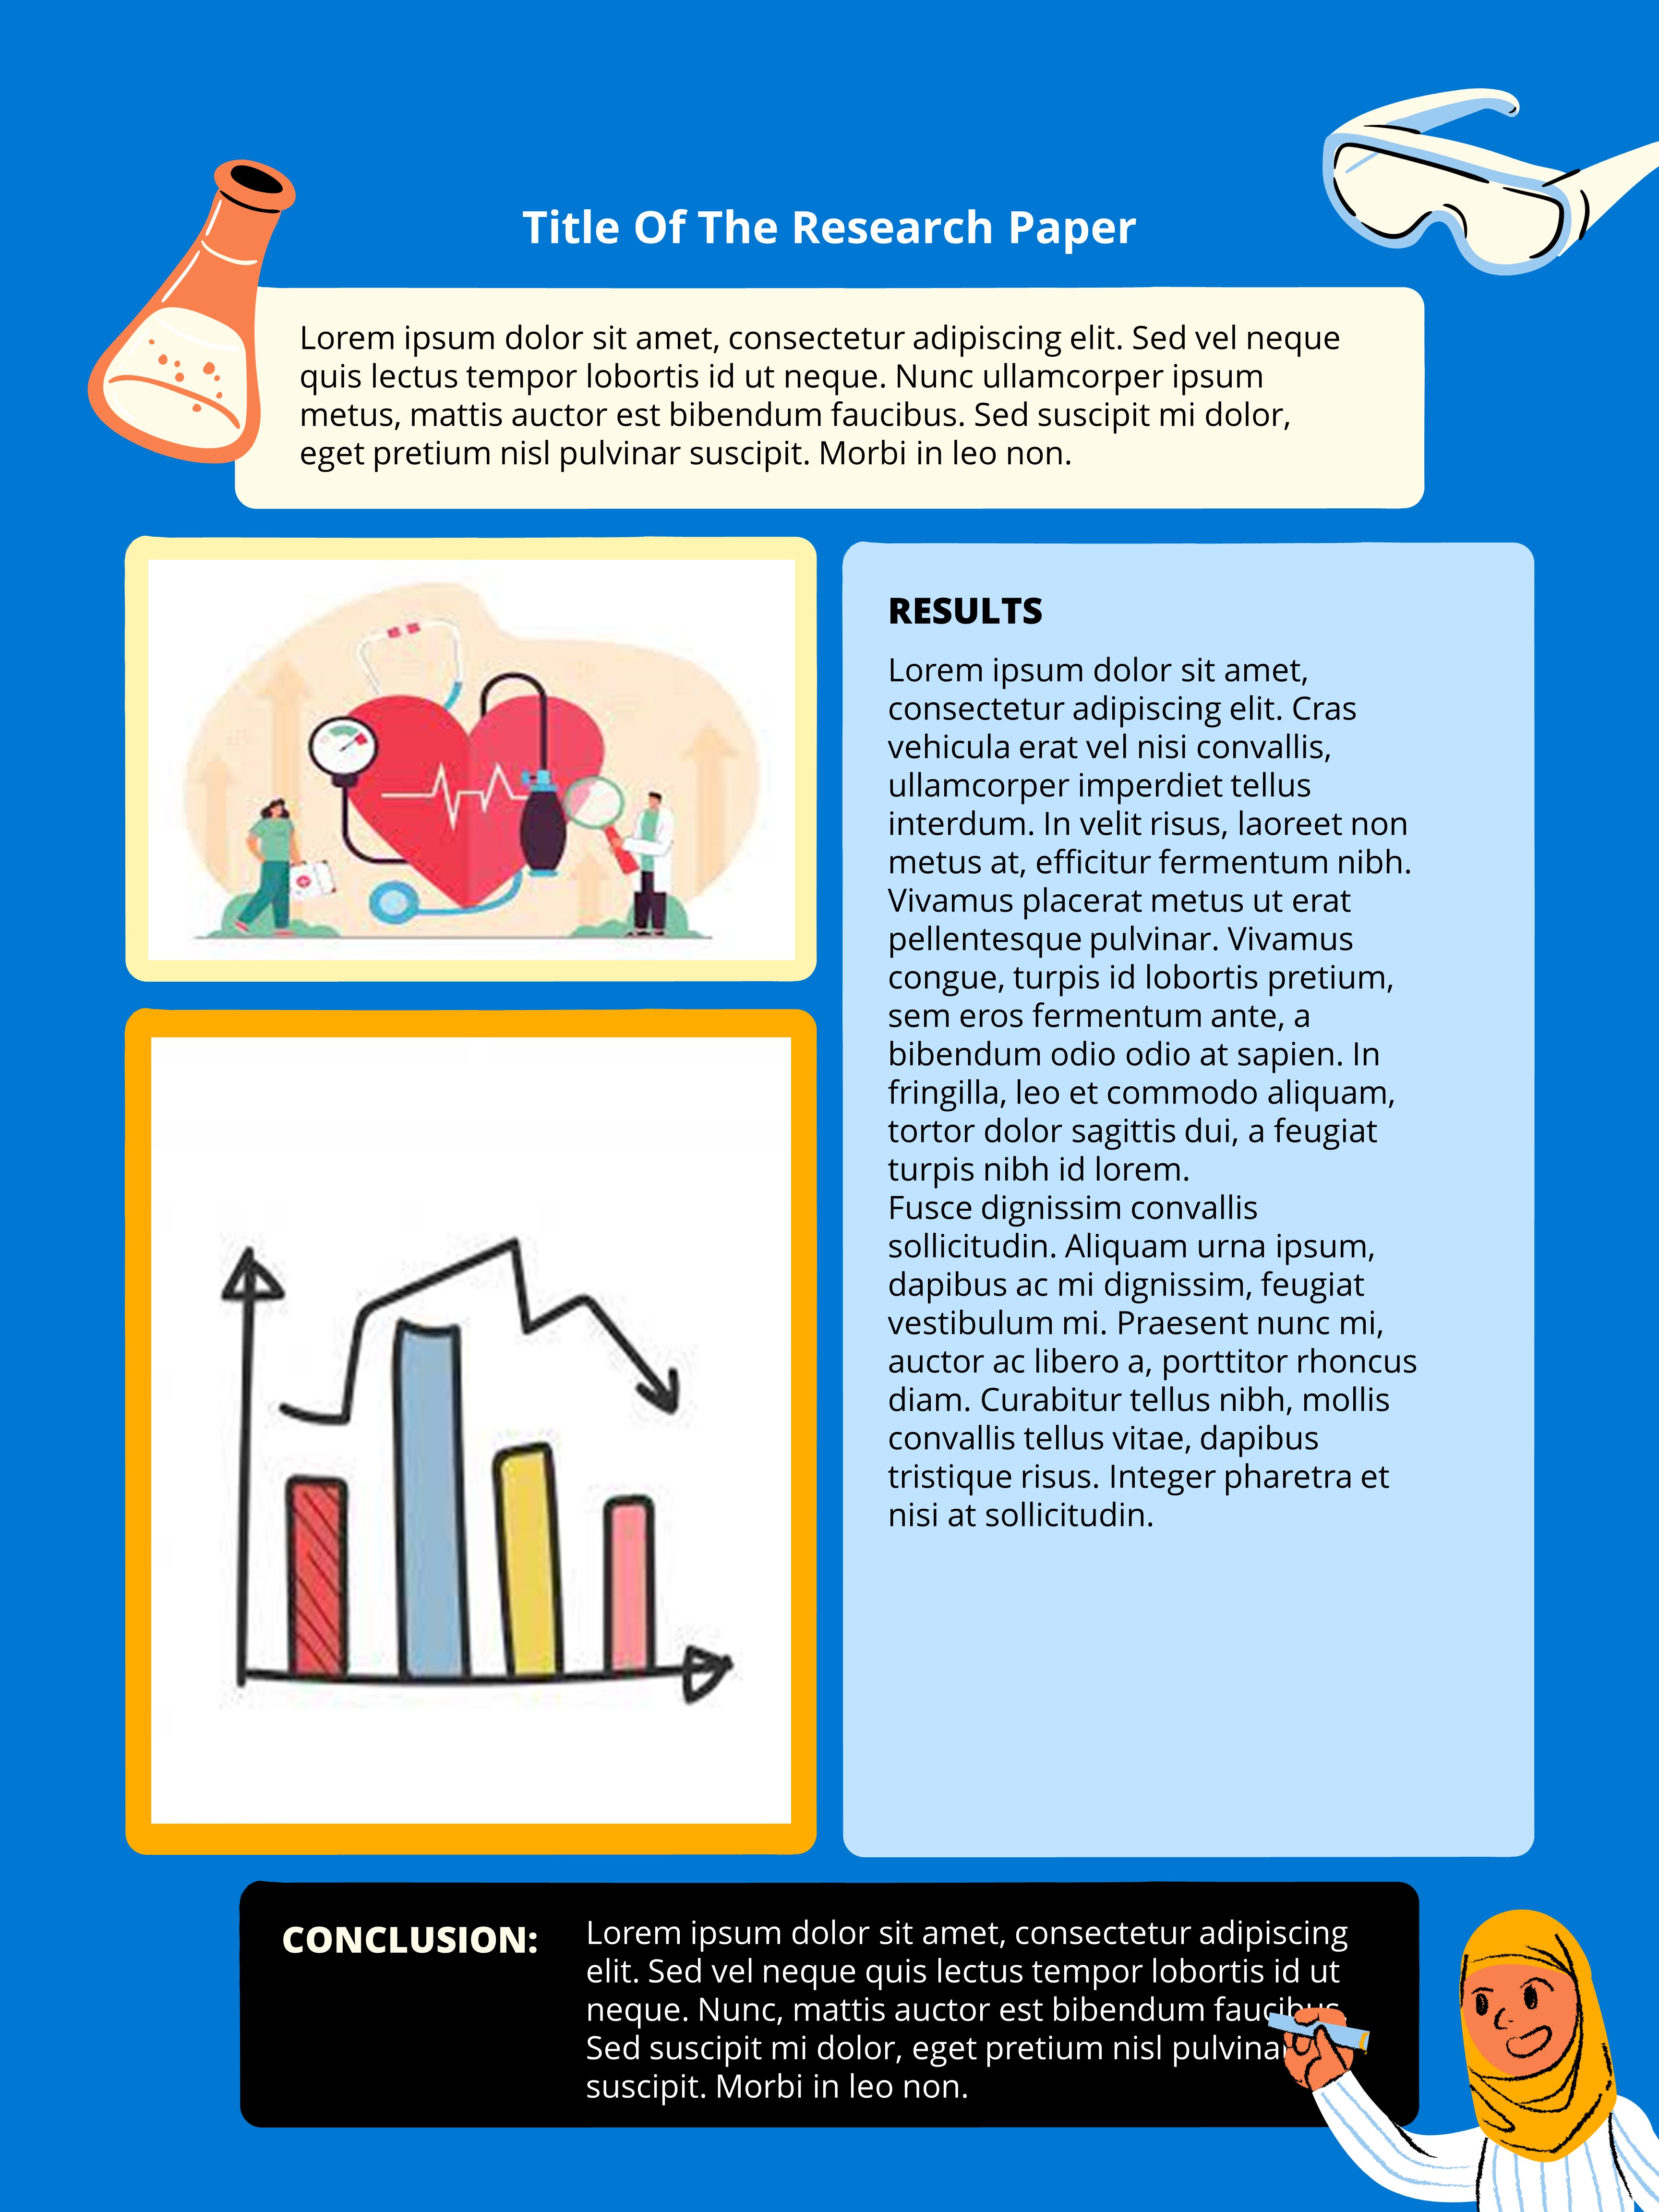 Title Of The Research Paper
Lorem ipsum dolor sit amet, consectetur adipiscing elit. Sed vel neque
quis lectus tempor lobortis id ut neque. Nunc ullamcorper ipsum
metus, mattis auctor est bibendum faucibus. Sed suscipit mi dolor,
eget pretium nisl pulvinar suscipit. Morbi in leo non.
RESULTS
Lorem ipsum dolor sit amet,
consectetur adipiscing elit. Cras
vehicula erat vel nisi convallis,
ullamcorper imperdiet tellus
interdum. In velit risus, laoreet non
metus at, efficitur fermentum nibh.
Vivamus placerat metus ut erat
pellentesque pulvinar. Vivamus
congue, turpis id lobortis pretium,
sem eros fermentum ante, a
bibendum odio odio at sapien. In
fringilla, leo et commodo aliquam,
tortor dolor sagittis dui, a feugiat
turpis nibh id lorem.
Fusce dignissim convallis
sollicitudin. Aliquam urna ipsum,
dapibus ac mi dignissim, feugiat
vestibulum mi. Praesent nunc mi,
auctor ac libero a, porttitor rhoncus
diam. Curabitur tellus nibh, mollis
convallis tellus vitae, dapibus
tristique risus. Integer pharetra et
nisi at sollicitudin.
CONCLUSION:
Lorem ipsum dolor sit amet, consectetur adipiscing
elit. Sed vel neque quis lectus tempor lobortis id ut
neque. Nunc, mattis auctor est bibendum faucibus.
Sed suscipit mi dolor, eget pretium nisl pulvinar
suscipit. Morbi in leo non.